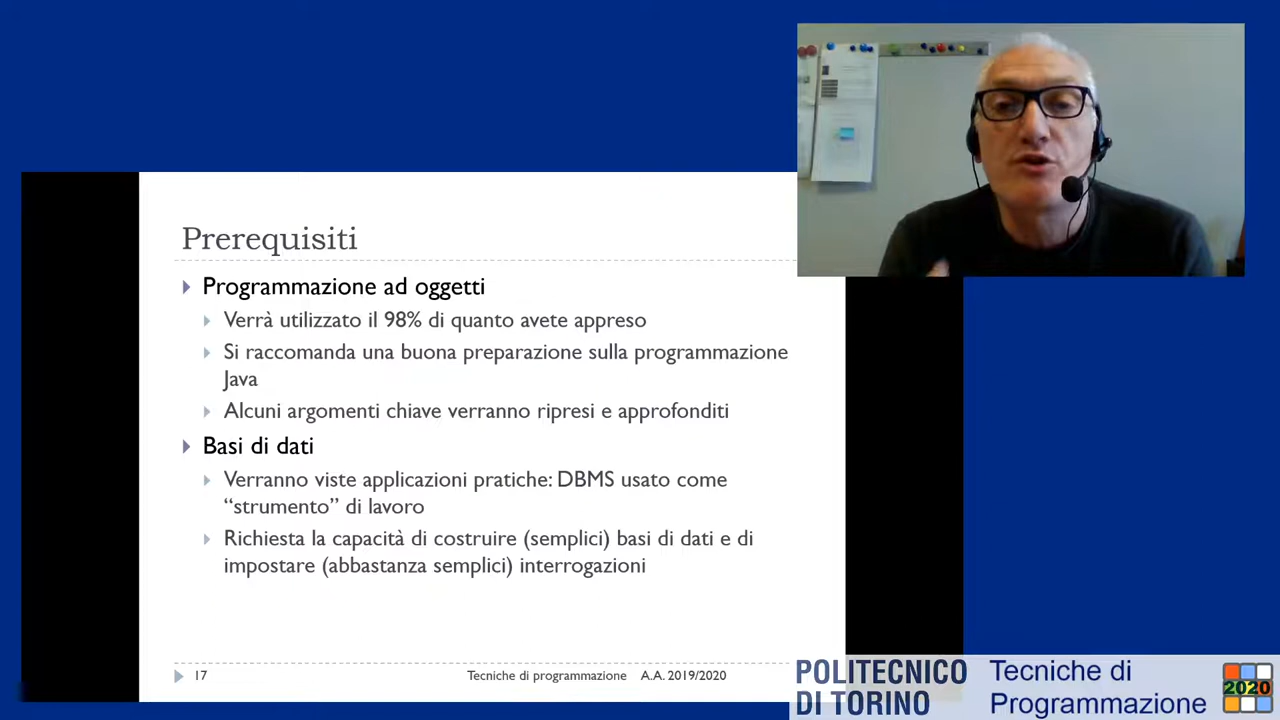 Prerequisiti
Programmazione ad oggetti
Verrà utilizzato il 98% di quanto avete appreso
Si raccomanda una buona preparazione sulla programmazione
Java
Alcuni argomenti chiave verranno ripresi e approfonditi
Basi di dati
Verranno viste applicazioni pratiche: DBMS usato come
“strumento” di lavoro
Richiesta la capacità di costruire (semplici) basi di dati e di
impostare (abbastanza semplici) interrogazioni
17 Tecniche di programmazione A.A. 2019/2020
POLITECNICO
DI TORINO
Tecniche di
Programmazione
2020